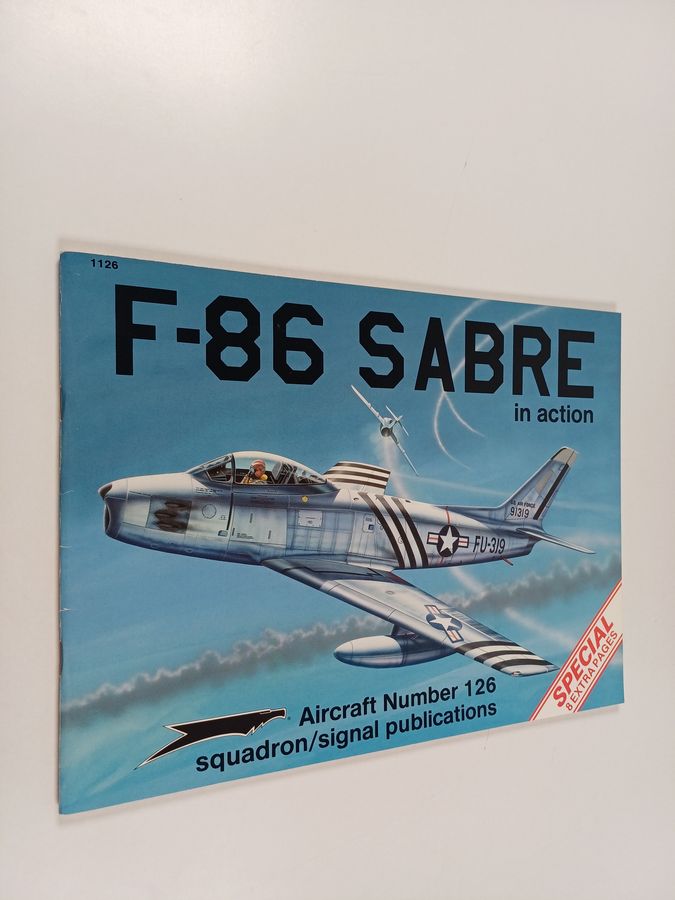 1126
F-86 SABRE
in action
U.S. AIR FORCE
91319
FU-319
SPECIAL
8 EXTRA PAGES
Aircraft Number 126
squadron/signal publications